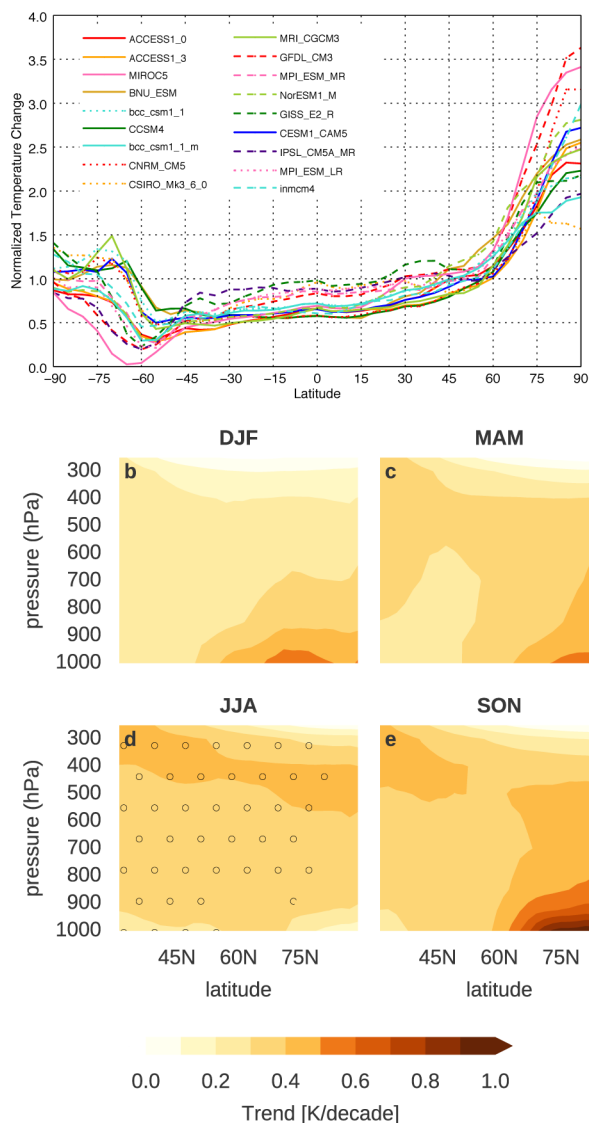 4.0
3.5
3.0
2.5
2.0
1.5
1.0
0.5
0.0
Normalized Temperature Change
ACCESS1_0
ACCESS1_3
MIROC5
BNU_ESM
bcc_csm1_1
CCSM4
bcc_csm1_1_m
CNRM_CM5
CSIRO_Mk3_6_0
MRI_CGCM3
GFDL_CM3
MPI_ESM_MR
NorESM1_M
GISS_E2_R
CESM1_CAM5
IPSL_CM5A_MR
MPI_ESM_LR
inmcm4
−90 −75 −60 −45 −30 −15 0 15 30 45 60 75 90
Latitude
DJF MAM
b c
300
400
500
600
700
800
900
1000
pressure (hPa)
JJA SON
d e
300
400
500
600
700
800
900
1000
pressure (hPa)
45N 60N 75N 45N 60N 75N
latitude latitude
0.0 0.2 0.4 0.6 0.8 1.0
Trend [K/decade]